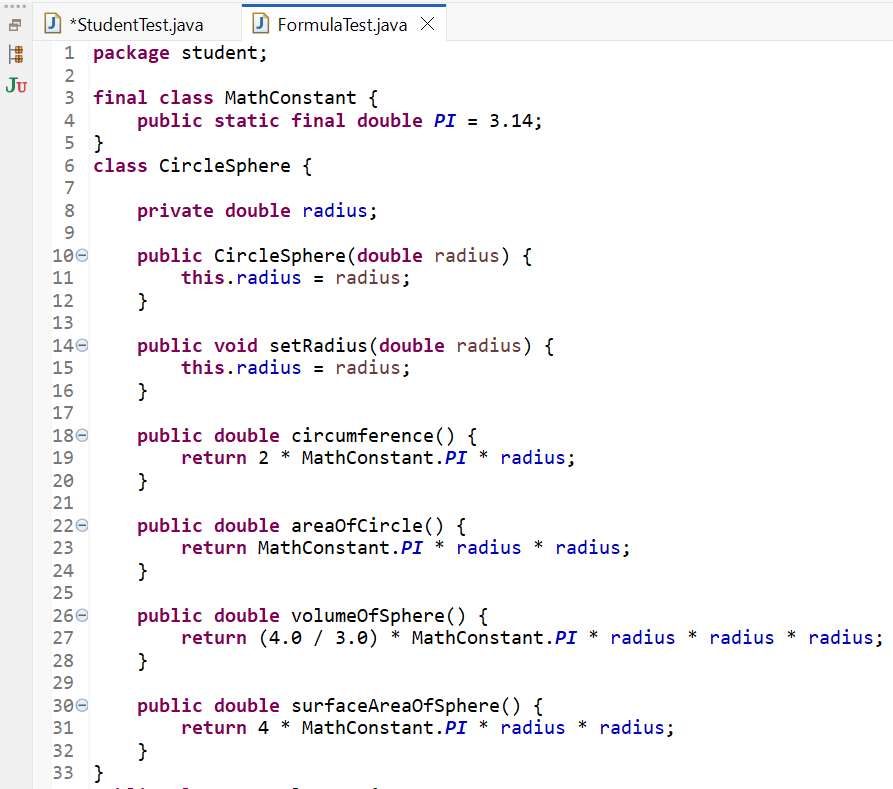 *StudentTest.java
FormulaTest.java
Ju
1 package student;
2
3 final class MathConstant {
4     public static final double PI = 3.14;
5 }
6 class CircleSphere {
7
8     private double radius;
9
10     public CircleSphere(double radius) {
11         this.radius = radius;
12     }
13
14     public void setRadius(double radius) {
15         this.radius = radius;
16     }
17
18     public double circumference() {
19         return 2 * MathConstant.PI * radius;
20     }
21
22     public double areaOfCircle() {
23         return MathConstant.PI * radius * radius;
24     }
25
26     public double volumeOfSphere() {
27         return (4.0 / 3.0) * MathConstant.PI * radius * radius * radius;
28     }
29
30     public double surfaceAreaOfSphere() {
31         return 4 * MathConstant.PI * radius * radius;
32     }
33 }